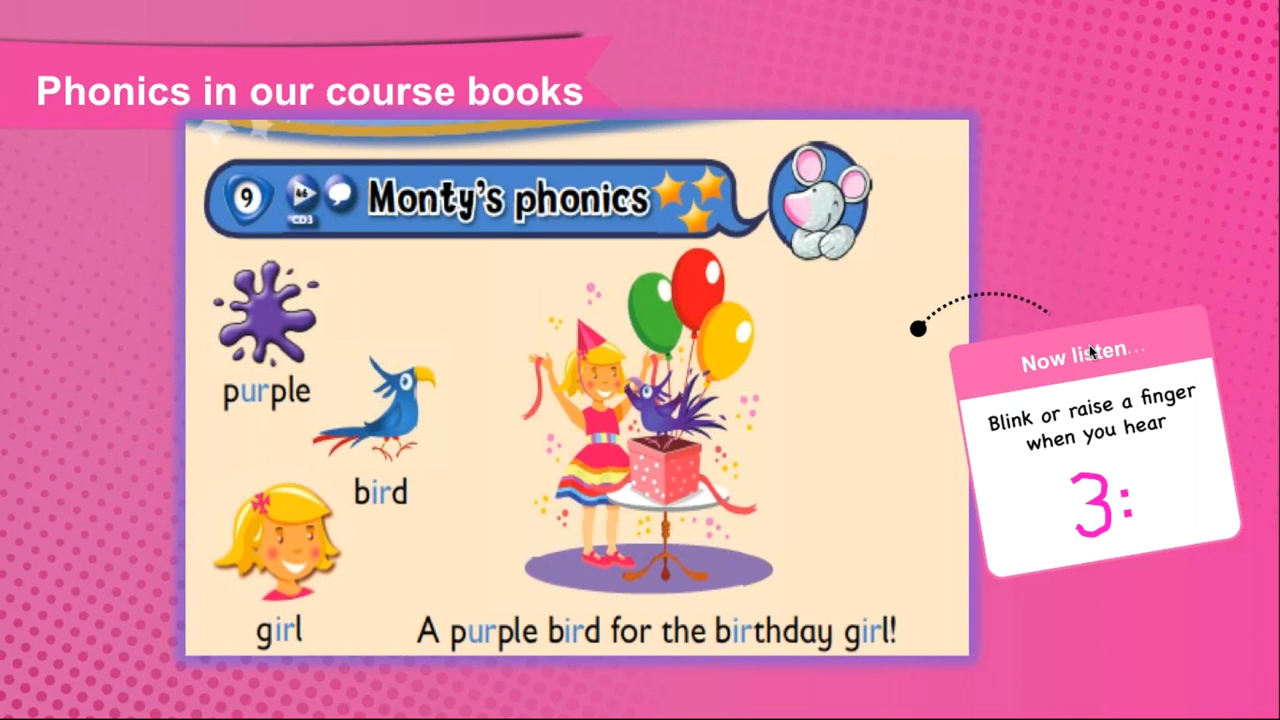 Phonics in our course books
9 46 CD3 Monty's phonics
purple
bird
girl
A purple bird for the birthday girl!
Now listen...
Blink or raise a finger
when you hear
3: